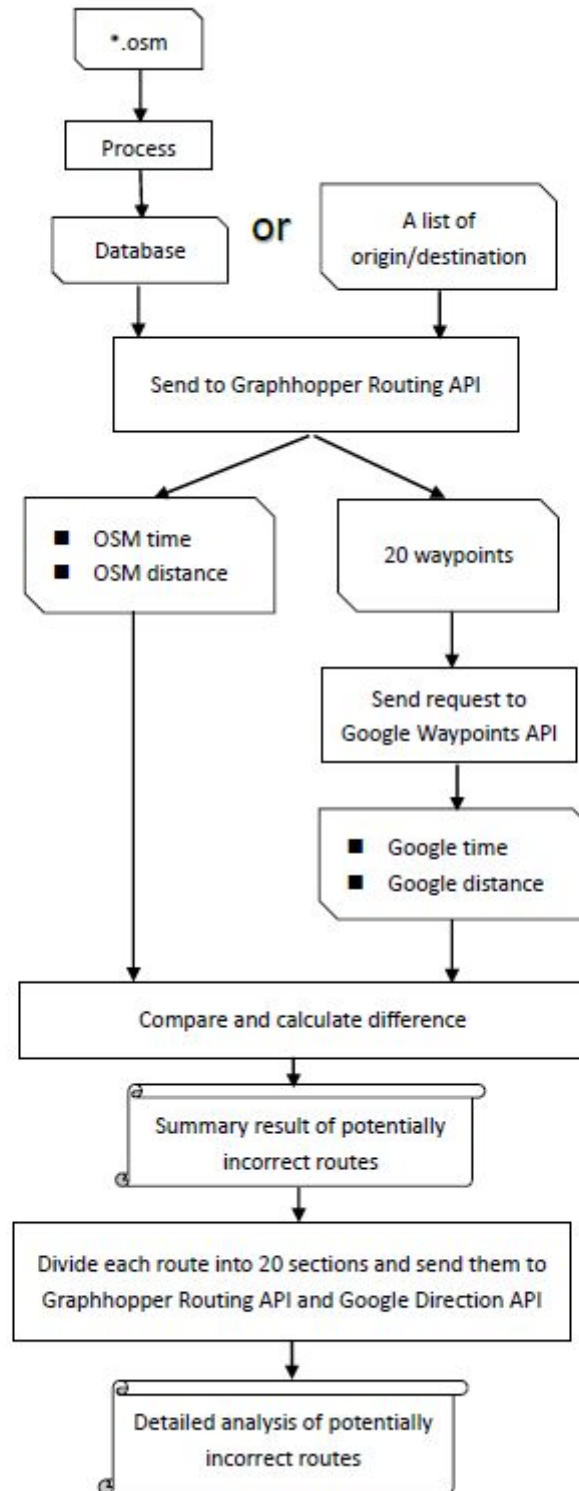 *.osm
Process
Database
or
A list of
origin/destination
Send to Graphhopper Routing API
■ OSM time
■ OSM distance
20 waypoints
Send request to
Google Waypoints API
■ Google time
■ Google distance
Compare and calculate difference
Summary result of potentially
incorrect routes
Divide each route into 20 sections and send them to
Graphhopper Routing API and Google Direction API
Detailed analysis of potentially
incorrect routes